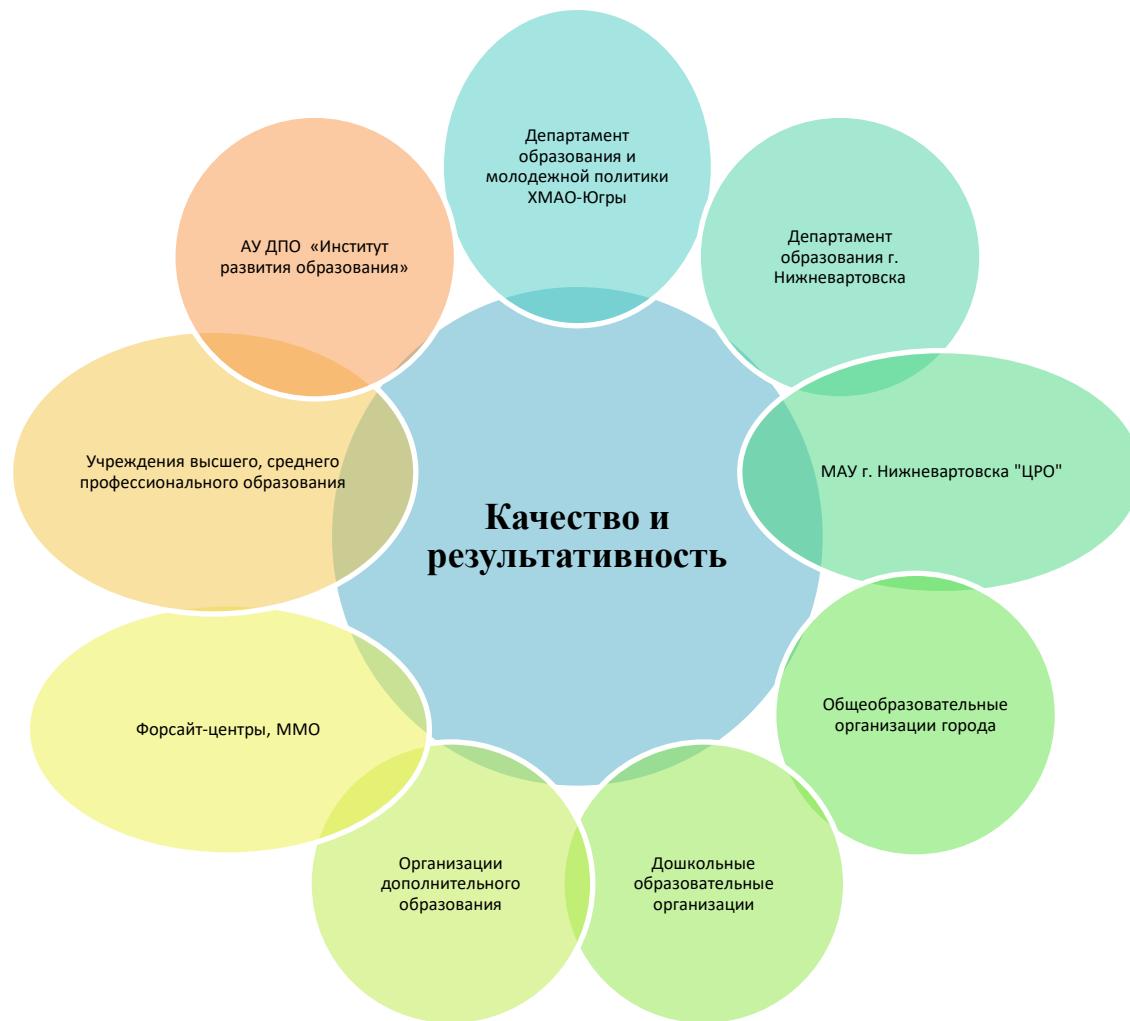 Департамент
образования и
молодежной политики
ХМАО-Югры
Департамент
образования г.
Нижневартовска
МАУ г. Нижневартовска "ЦРО"
Общеобразовательные
организации города
Дошкольные
образовательные
организации
Организации
дополнительного
образования
Форсайт-центры, ММО
Учреждения высшего, среднего
профессионального образования
АУ ДПО  «Институт
развития образования»
Качество и
результативность